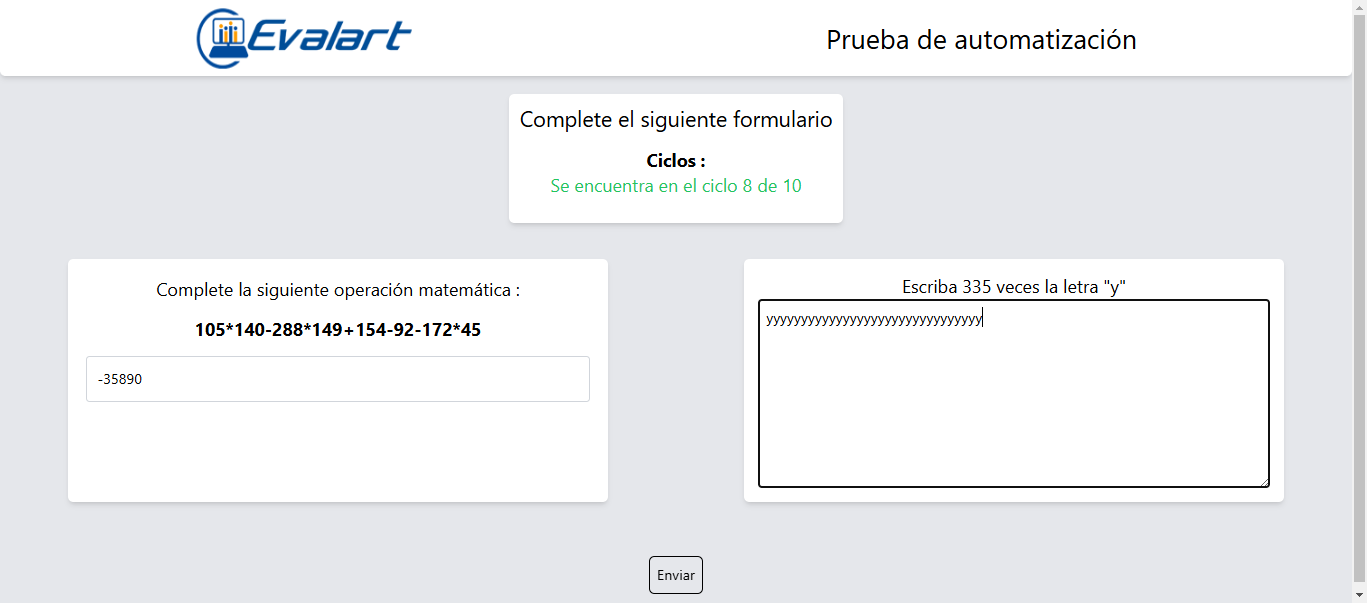 Evalart
Prueba de automatización
Complete el siguiente formulario
Ciclos :
Se encuentra en el ciclo 8 de 10
Complete la siguiente operación matemática :
105*140-288*149+154-92-172*45
-35890
Escriba 335 veces la letra "y"
yyyyyyyyyyyyyyyyyyyyyyyyyyyyyyy
Enviar